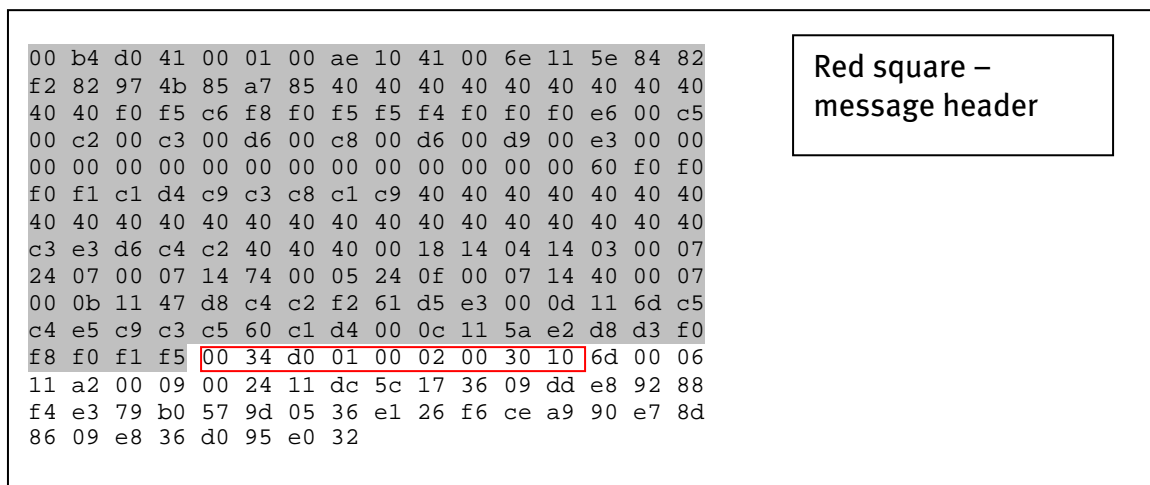 00 b4 d0 41 00 01 00 ae 10 41 00 6e 11 5e 84 82
f2 82 97 4b 85 a7 85 40 40 40 40 40 40 40 40 40
40 40 f0 f5 c6 f8 f0 f5 f5 f4 f0 f0 f0 e6 00 c5
00 c2 00 c3 00 d6 00 c8 00 d6 00 d9 00 e3 00 00
00 00 00 00 00 00 00 00 00 00 00 00 00 60 f0 f0
f0 f1 c1 d4 c9 c3 c8 c1 c9 40 40 40 40 40 40 40
40 40 40 40 40 40 40 40 40 40 40 40 40 40 40 40
c3 e3 d6 c4 c2 40 40 40 00 18 14 04 14 03 00 07
24 07 00 07 14 74 00 05 24 0f 00 07 14 40 00 07
00 0b 11 47 d8 c4 c2 f2 61 d5 e3 00 0d 11 6d c5
c4 e5 c9 c3 c5 60 c1 d4 00 0c 11 5a e2 d8 d3 f0
f8 f0 f1 f5 00 34 d0 01 00 02 00 30 10 6d 00 06
11 a2 00 09 00 24 11 dc 5c 17 36 09 dd e8 92 88
f4 e3 79 b0 57 9d 05 36 e1 26 f6 ce a9 90 e7 8d
86 09 e8 36 d0 95 e0 32
Red square –
message header